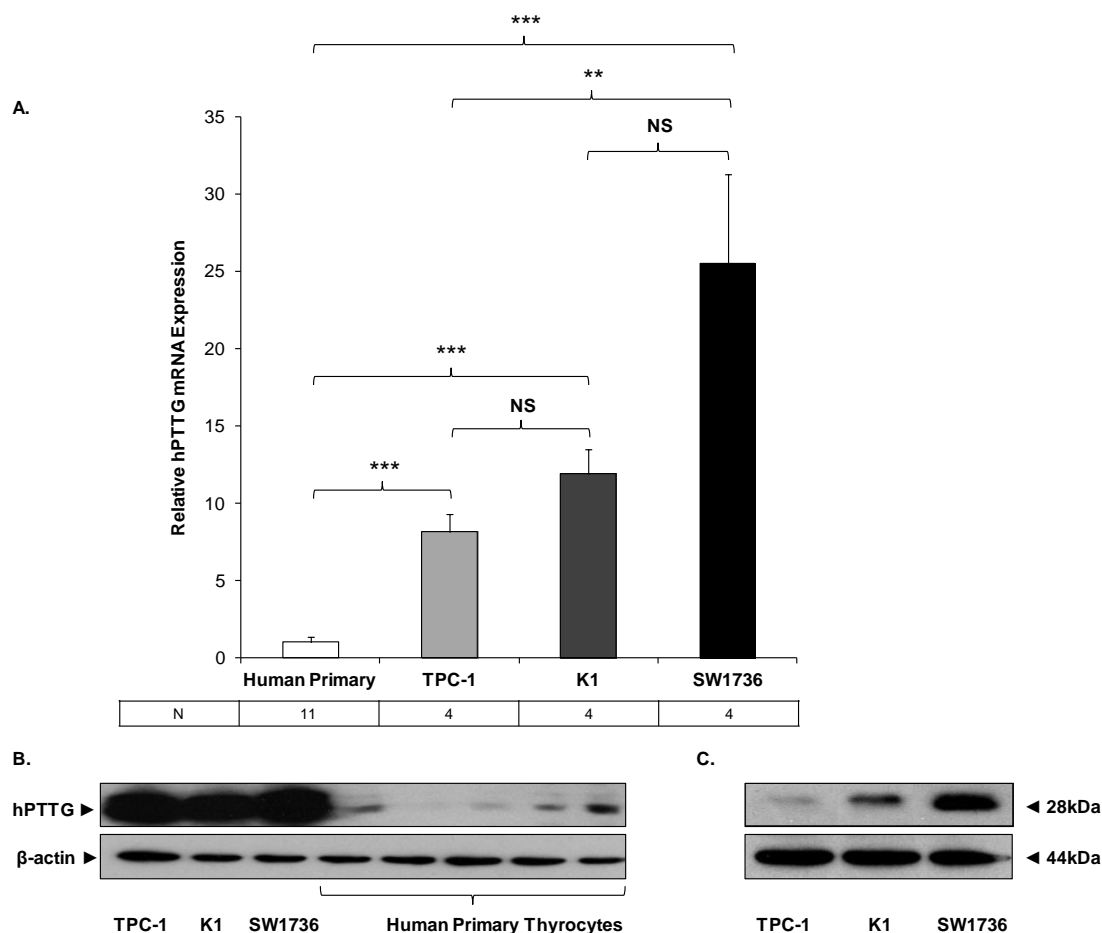 ***
**
A.
NS
35
30
25
20
15
10
5
0
Relative hPTTG mRNA Expression
***
NS
***
Human Primary TPC-1 K1 SW1736
N 11 4 4 4
B.
hPTTG ►
β-actin ►
TPC-1 K1 SW1736 Human Primary Thyrocytes
C.
◄ 28kDa
◄ 44kDa
TPC-1 K1 SW1736